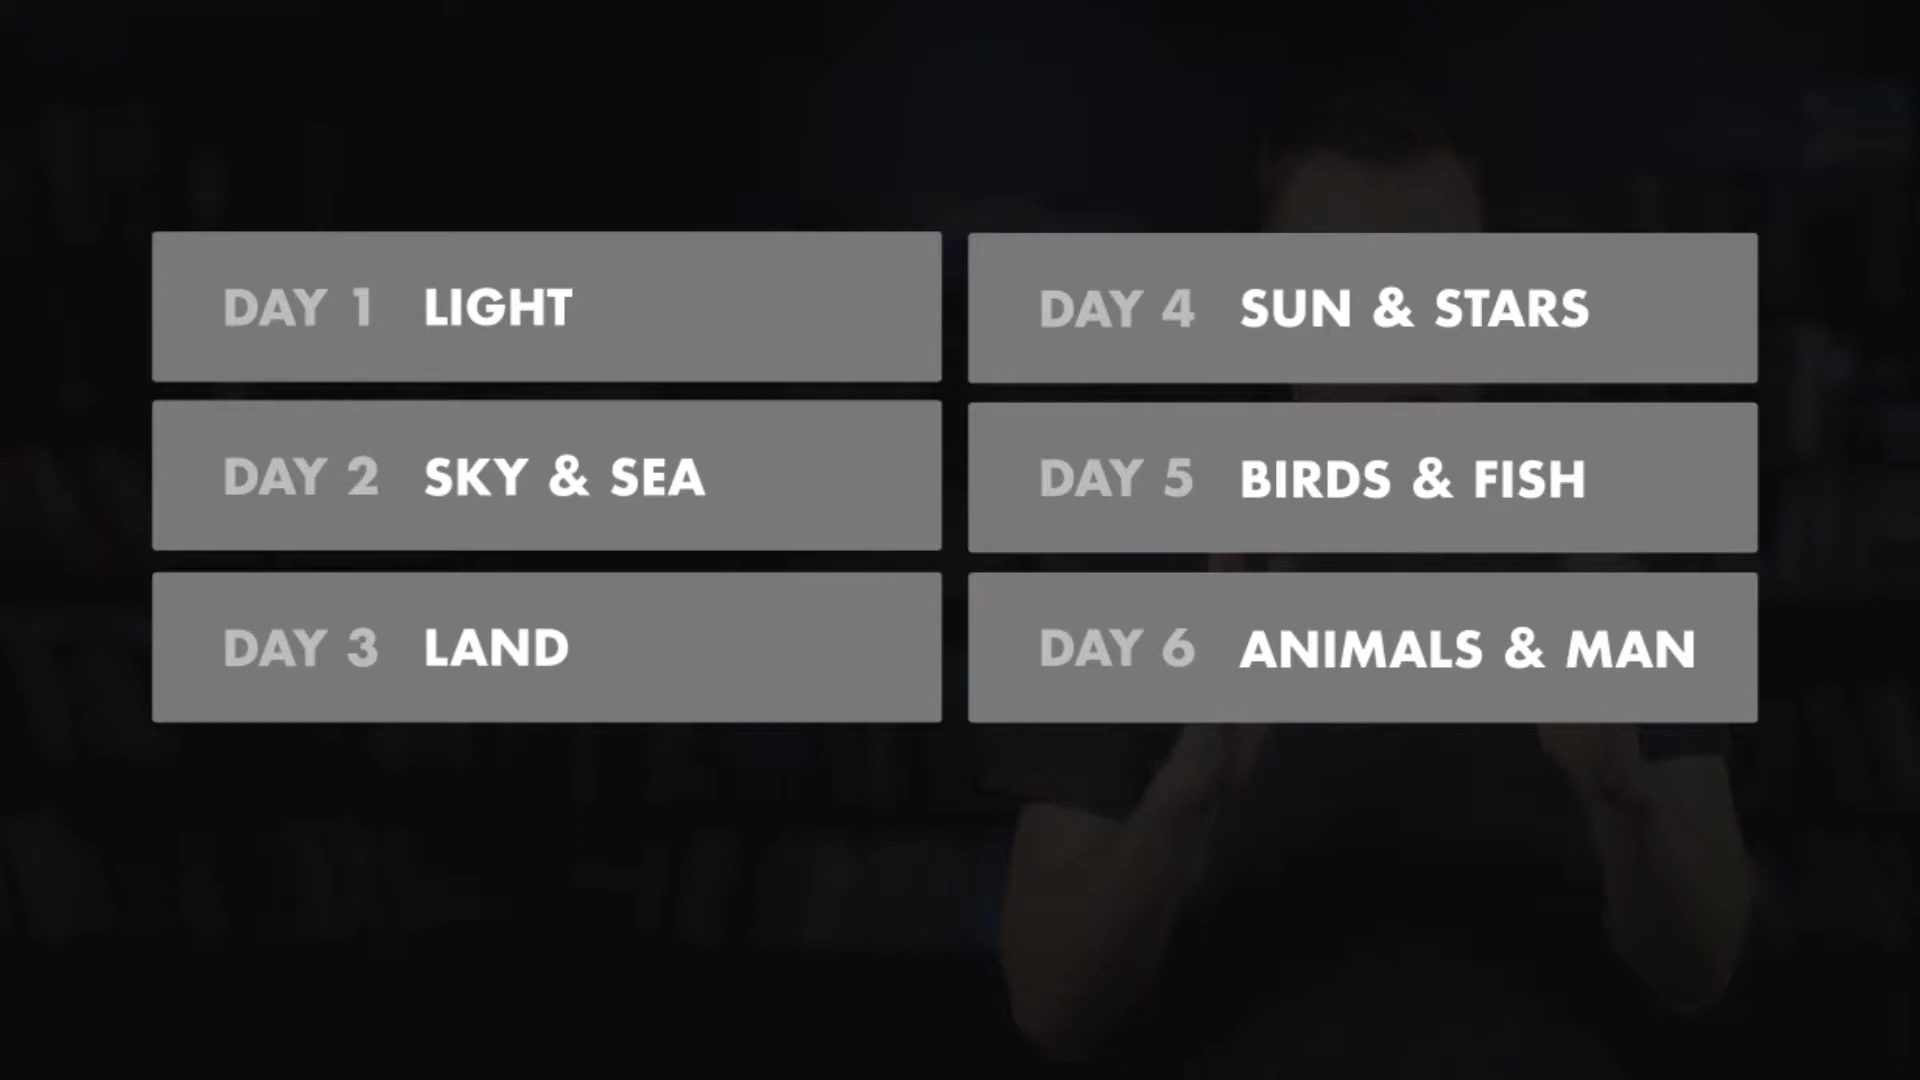 DAY 1 LIGHT
DAY 2 SKY & SEA
DAY 3 LAND
DAY 4 SUN & STARS
DAY 5 BIRDS & FISH
DAY 6 ANIMALS & MAN